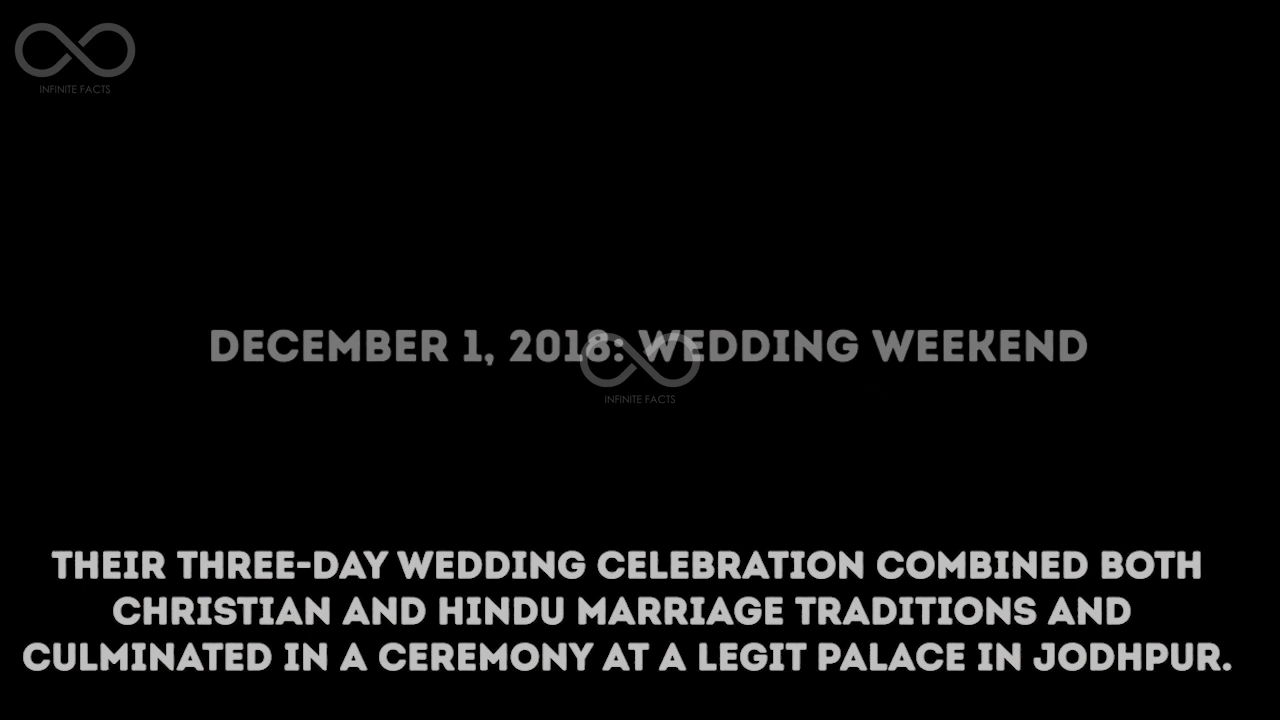 INFINITE FACTS
DECEMBER 1, 2018: WEDDING WEEKEND
INFINITE FACTS
THEIR THREE-DAY WEDDING CELEBRATION COMBINED BOTH
CHRISTIAN AND HINDU MARRIAGE TRADITIONS AND
CULMINATED IN A CEREMONY AT A LEGIT PALACE IN JODHPUR.